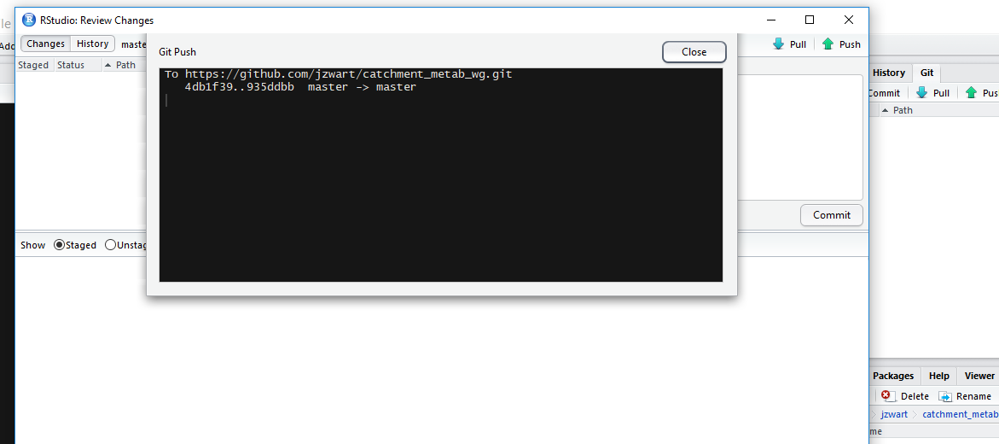 RStudio: Review Changes
le
Changes History maste Pull Push
Git Push Close
Staged Status Path
To https://github.com/jzwart/catchment_metab_wg.git
4db1f39..935ddbb master -> master
History Git
Commit Pull Pus
Path
Commit
Show Staged Unstag
Packages Help Viewer
Delete Rename
jzwart catchment_metab
me